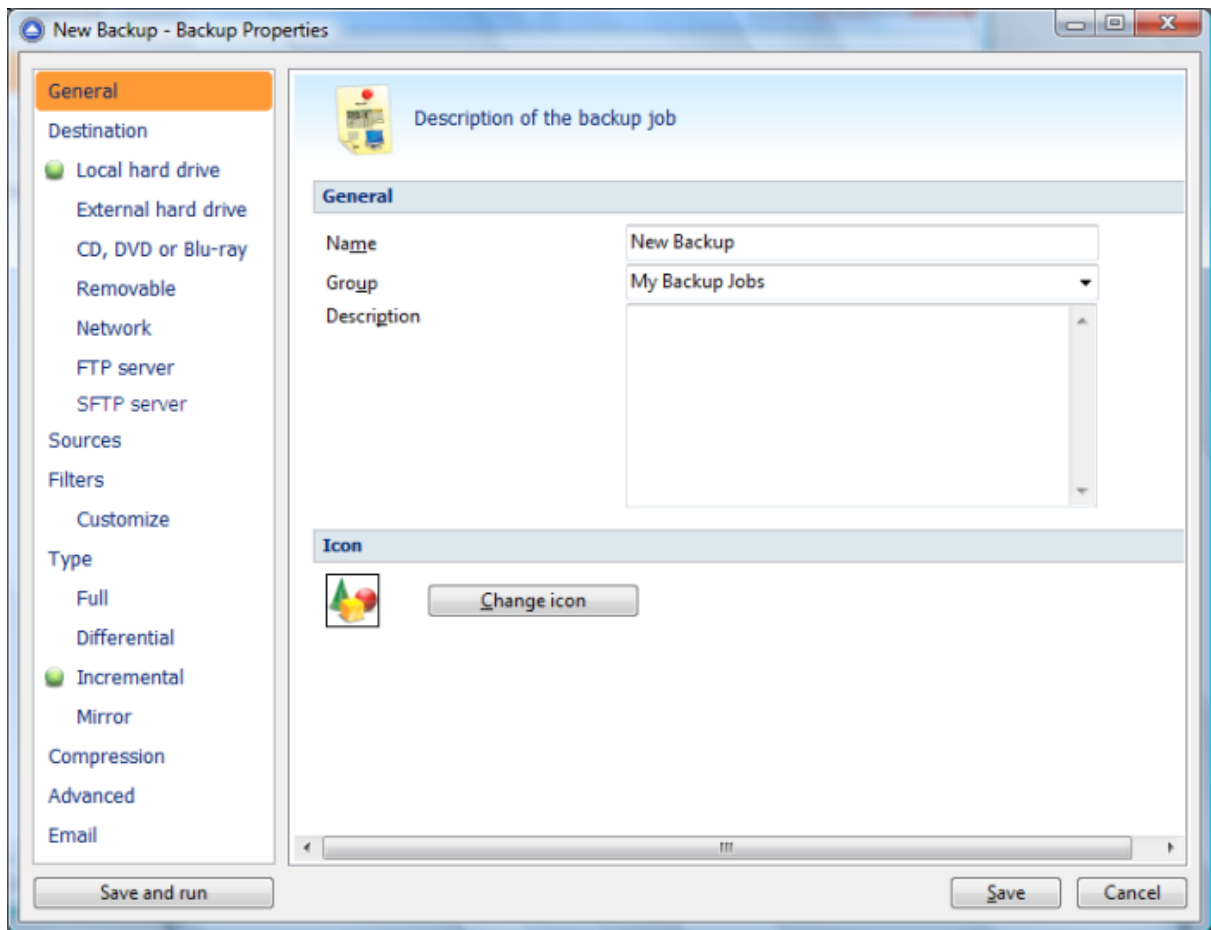 New Backup - Backup Properties
General
Destination
Local hard drive
External hard drive
CD, DVD or Blu-ray
Removable
Network
FTP server
SFTP server
Sources
Filters
Customize
Type
Full
Differential
Incremental
Mirror
Compression
Advanced
Email
Description of the backup job
General
Name New Backup
Group My Backup Jobs
Description
Icon
Change icon
Save and run Save Cancel